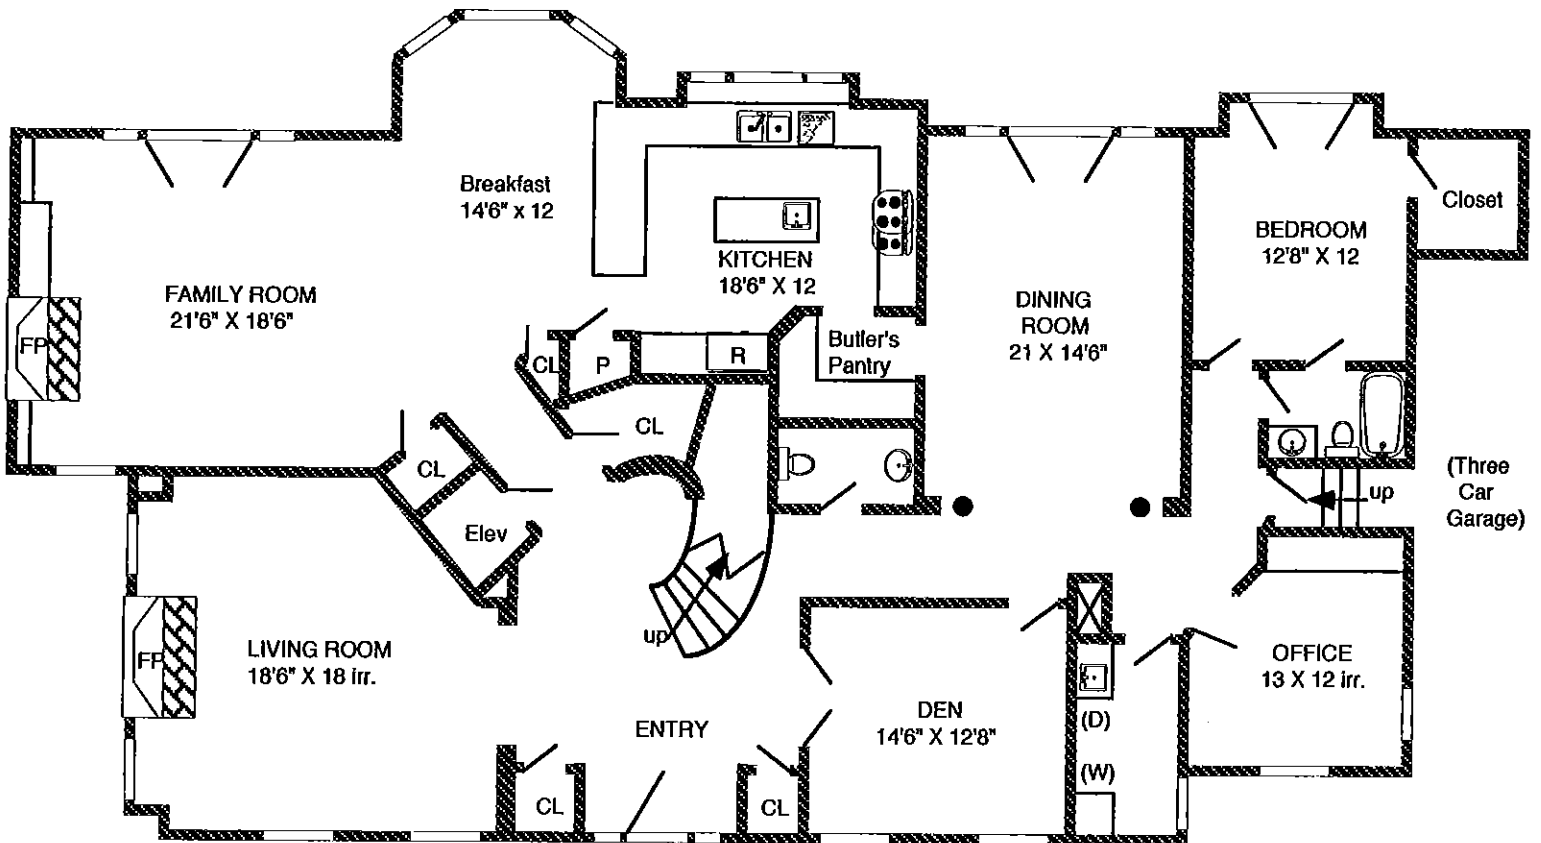 Breakfast
14'6" x 12
FAMILY ROOM
21'6" X 18'6"
FP
KITCHEN
18'6" X 12
DINING
ROOM
21 X 14'6"
BEDROOM
12'8" X 12
Closet
CL
P
R
Butler's
Pantry
CL
CL
Elev
up
(Three
Car
Garage)
up
LIVING ROOM
18'6" X 18 irr.
FP
ENTRY
DEN
14'6" X 12'8"
(D)
(W)
OFFICE
13 X 12 irr.
CL
CL